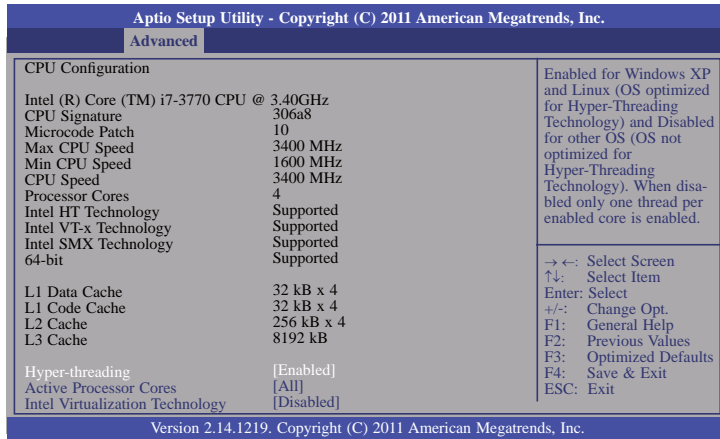 Aptio Setup Utility - Copyright (C) 2011 American Megatrends, Inc.
Advanced
CPU Configuration
Intel (R) Core (TM) i7-3770 CPU @ 3.40GHz
CPU Signature 306a8
Microcode Patch 10
Max CPU Speed 3400 MHz
Min CPU Speed 1600 MHz
CPU Speed 3400 MHz
Processor Cores 4
Intel HT Technology Supported
Intel VT-x Technology Supported
Intel SMX Technology Supported
64-bit Supported
L1 Data Cache 32 kB x 4
L1 Code Cache 32 kB x 4
L2 Cache 256 kB x 4
L3 Cache 8192 kB
Hyper-threading [Enabled]
Active Processor Cores [All]
Intel Virtualization Technology [Disabled]
Enabled for Windows XP
and Linux (OS optimized
for Hyper-Threading
Technology) and Disabled
for other OS (OS not
optimized for
Hyper-Threading
Technology). When disa-
bled only one thread per
enabled core is enabled.
→ ←: Select Screen
↑↓: Select Item
Enter: Select
+/-: Change Opt.
F1: General Help
F2: Previous Values
F3: Optimized Defaults
F4: Save & Exit
ESC: Exit
Version 2.14.1219. Copyright (C) 2011 American Megatrends, Inc.